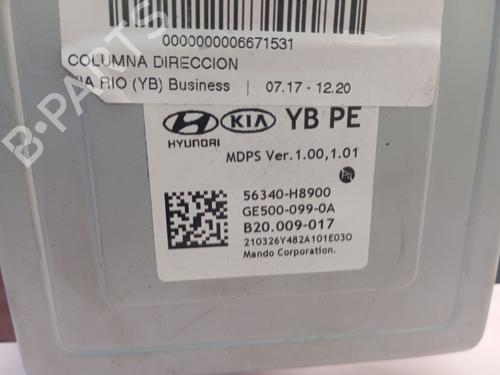 0000000006671531
COLUMNA DIRECCION
KIA RIO (YB) Business | 07.17 - 12.20
HYUNDAI KIA YB PE
MDPS Ver.1.00,1.01
56340-H8900
GE500-099-0A
B20.009-017
210326Y482A101E030
Mando Corporation.
B-PARTS